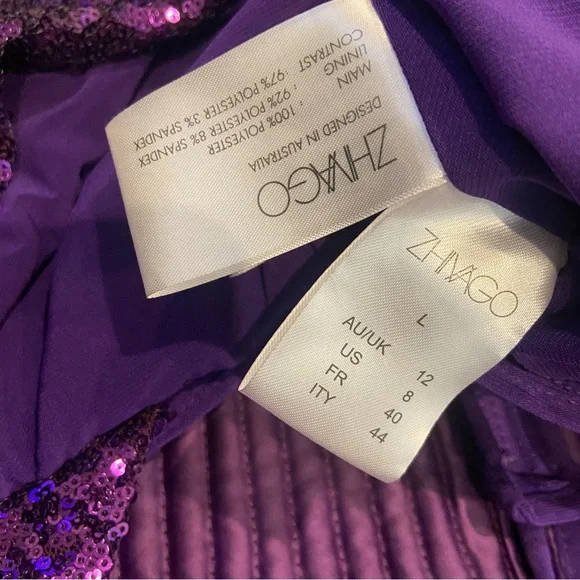 ZHIVAGO
DESIGNED IN AUSTRALIA
MAIN : 100% POLYESTER
LINING : 92% POLYESTER 8% SPANDEX
CONTRAST :97% POLYESTER 3% SPANDEX
ZHIVAGO
L
AU/UK 12
US 8
FR 40
ITY 44